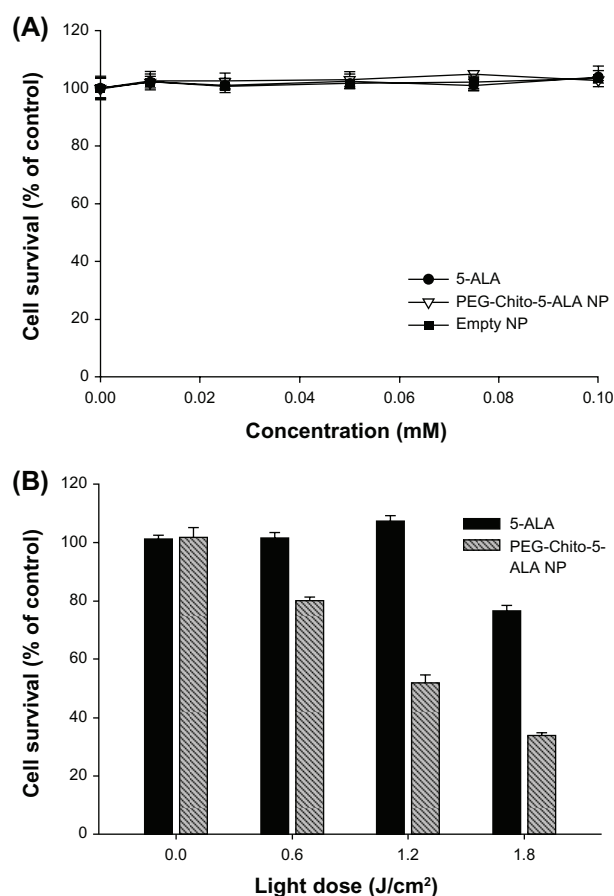 (A)
120
100
80
60
40
20
0
Cell survival (% of control)
5-ALA
PEG-Chito-5-ALA NP
Empty NP
0.00 0.02 0.04 0.06 0.08 0.10
Concentration (mM)
(B)
120
100
80
60
40
20
0
Cell survival (% of control)
5-ALA
PEG-Chito-5-
ALA NP
0.0 0.6 1.2 1.8
Light dose (J/cm²)